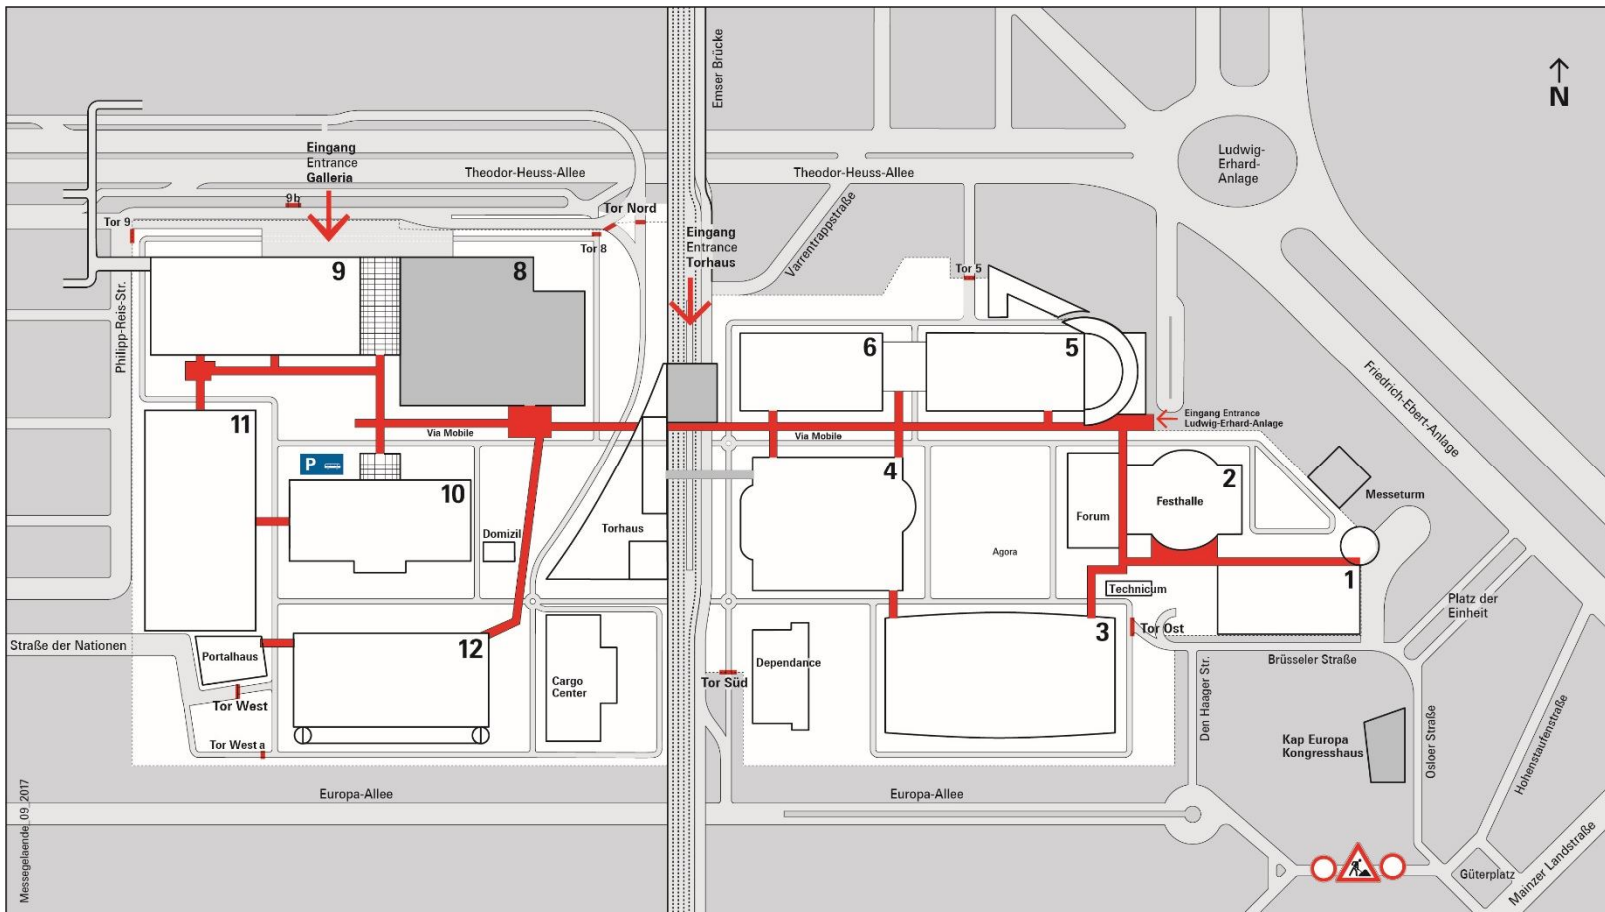 Emser Brücke
N
Eingang
Entrance
Galleria
Theodor-Heuss-Allee
Theodor-Heuss-Allee
Ludwig-
Erhard-
Anlage
9b
Tor 9
Tor Nord
Tor 8
Eingang
Entrance
Torhaus
Varrentrappstraße
Tor 5
Philipp-Reis-Str.
9
8
6
5
Friedrich-Ebert-Anlage
Eingang Entrance
Ludwig-Erhard-Anlage
11
Via Mobile
Via Mobile
P
10
4
2
Festhalle
Messeturm
Forum
Domizil
Torhaus
Agora
Technicum
1
Platz der
Einheit
Straße der Nationen
Portalhaus
12
3
Tor Ost
Brüsseler Straße
Den Haager Str.
Cargo
Center
Dependance
Tor Süd
Tor West
Tor West a
Kap Europa
Kongresshaus
Osloer Straße
Hohenstaufenstraße
Europa-Allee
Europa-Allee
Messegelaende_09_2017
Güterplatz
Mainzer Landstraße